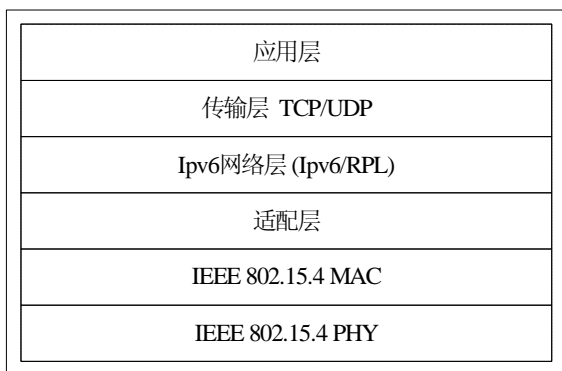 应用层
传输层 TCP/UDP
Ipv6网络层 (Ipv6/RPL)
适配层
IEEE 802.15.4 MAC
IEEE 802.15.4 PHY